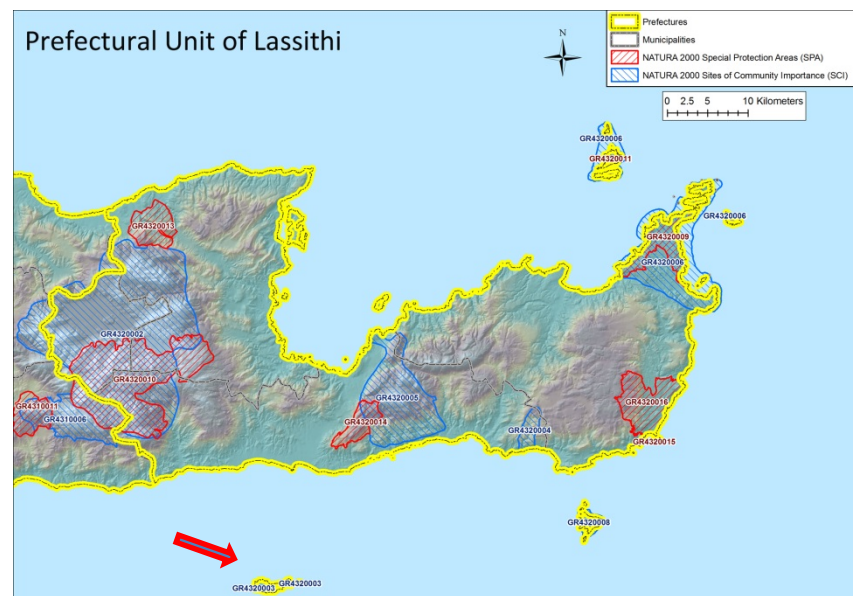 Prefectural Unit of Lassithi
N
Prefectures
Municipalities
NATURA 2000 Special Protection Areas (SPA)
NATURA 2000 Sites of Community Importance (SCI)
0 2.5 5 10 Kilometers
GR4320006
GR4320011
GR4320006
GR4320013
GR4320009
GR4320006
GR4320002
GR4320010
GR4310011
GR4310006
GR4320005
GR4320014
GR4320016
GR4320004
GR4320015
GR4320008
GR4320003
GR4320003